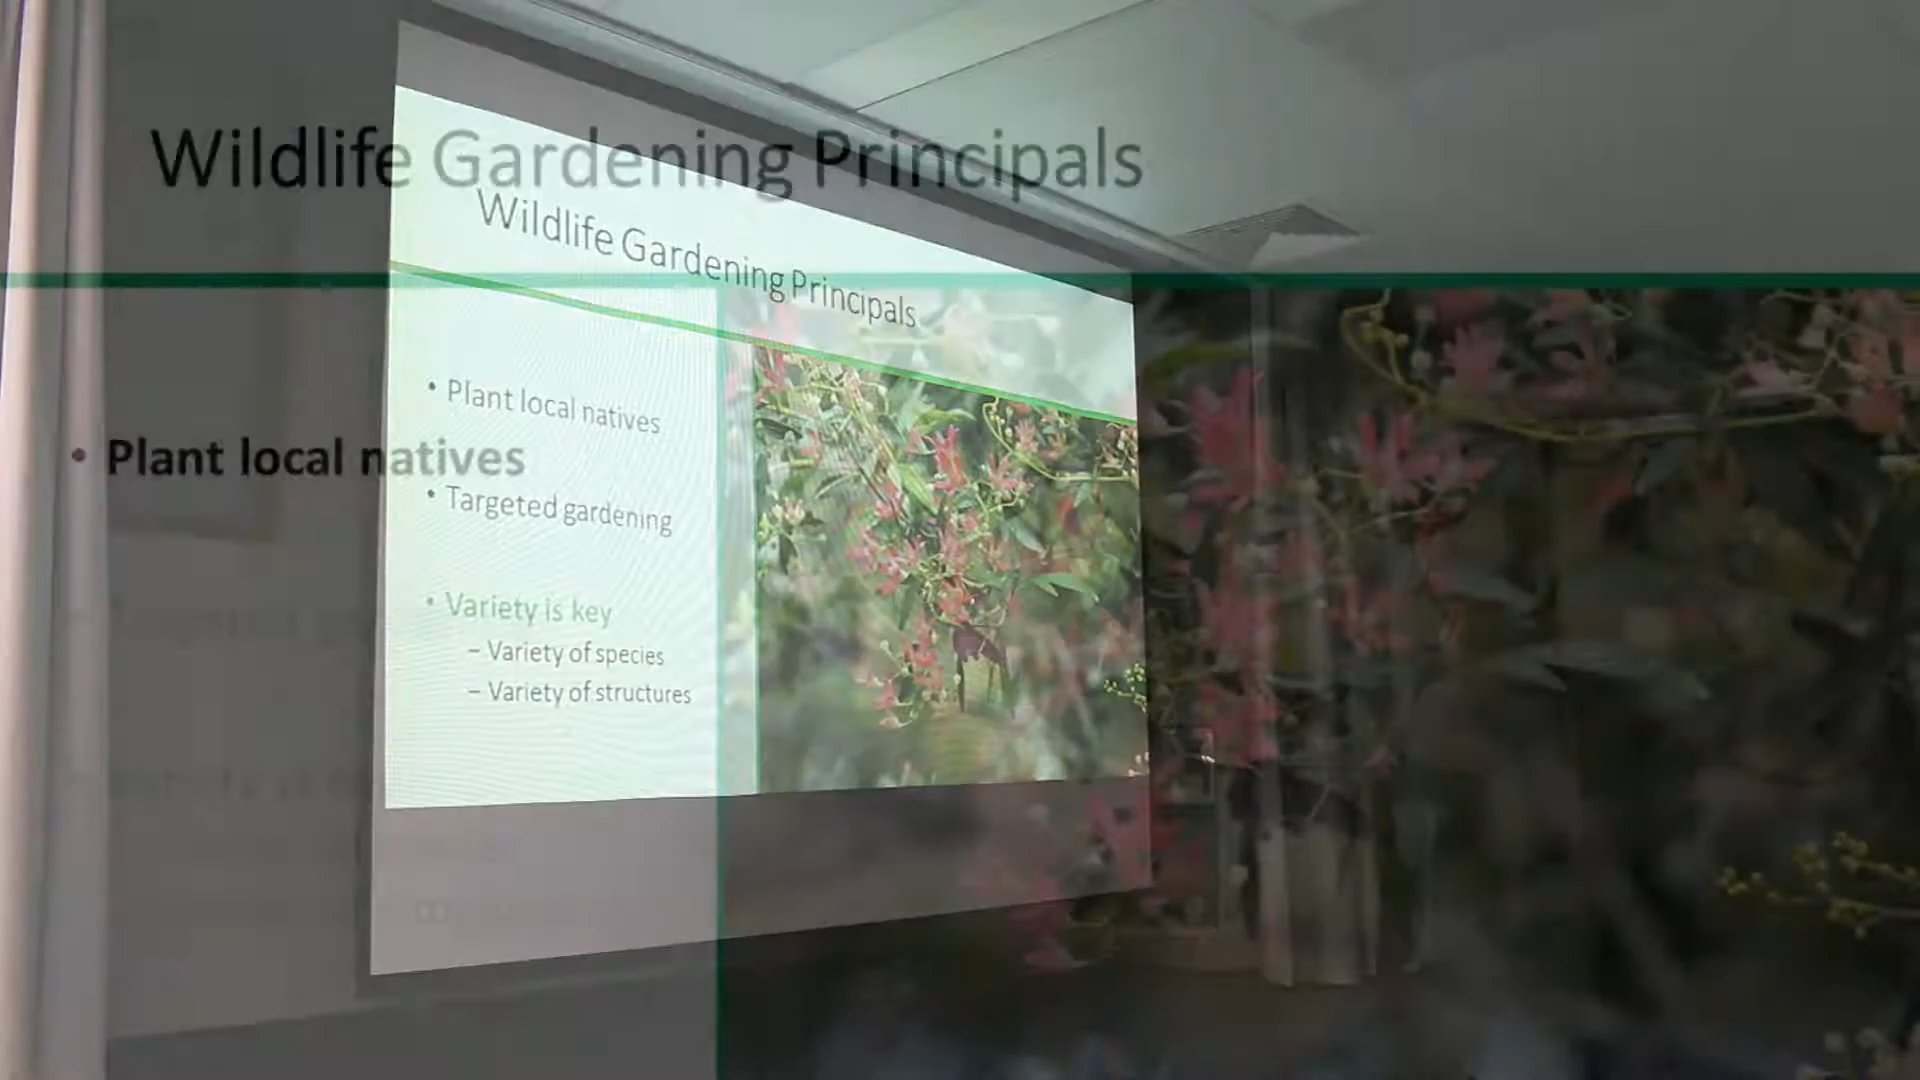 Wildlife Gardening Principals
Wildlife Gardening Principals
• Plant local natives
• Plant local natives
• Targeted gardening
• Variety is key
– Variety of species
– Variety of structures